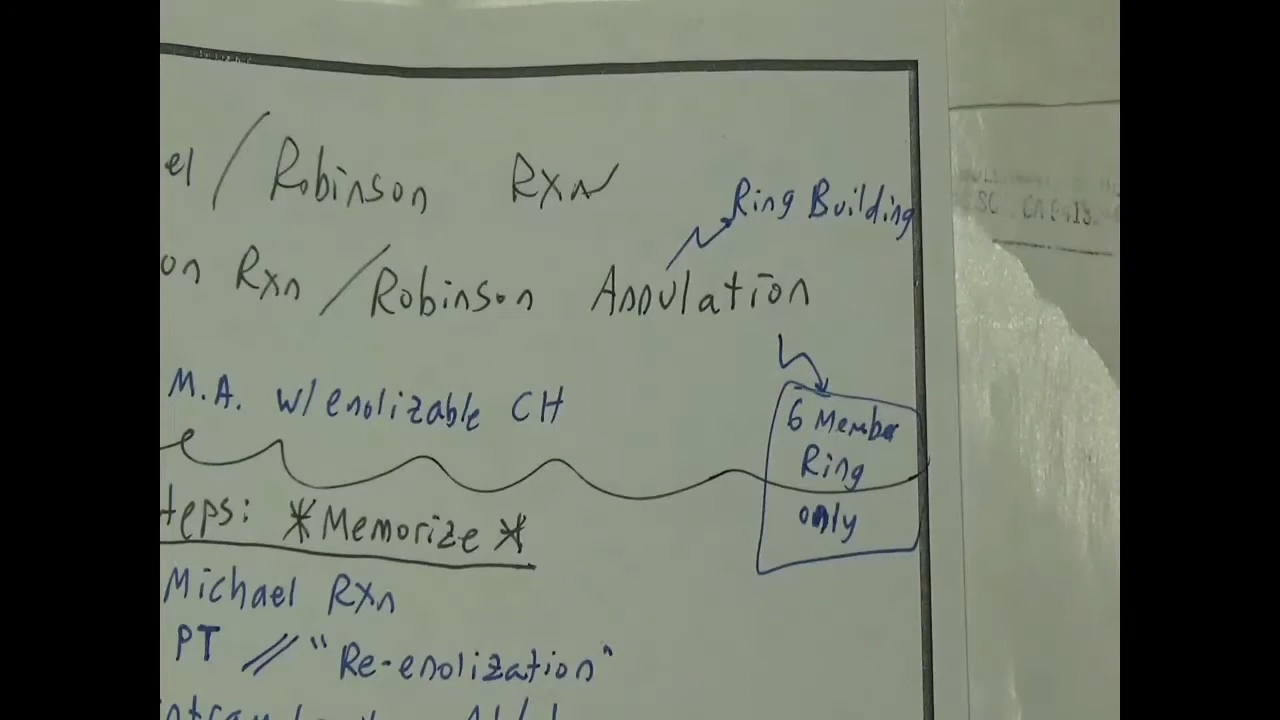 el / Robinson RXN
Ring Building
on Rxn / Robinson Annulation
M.A. w/ enolizable CH
6 Member
Ring
only
teps: *Memorize*
Michael RXn
PT // "Re-enolization"